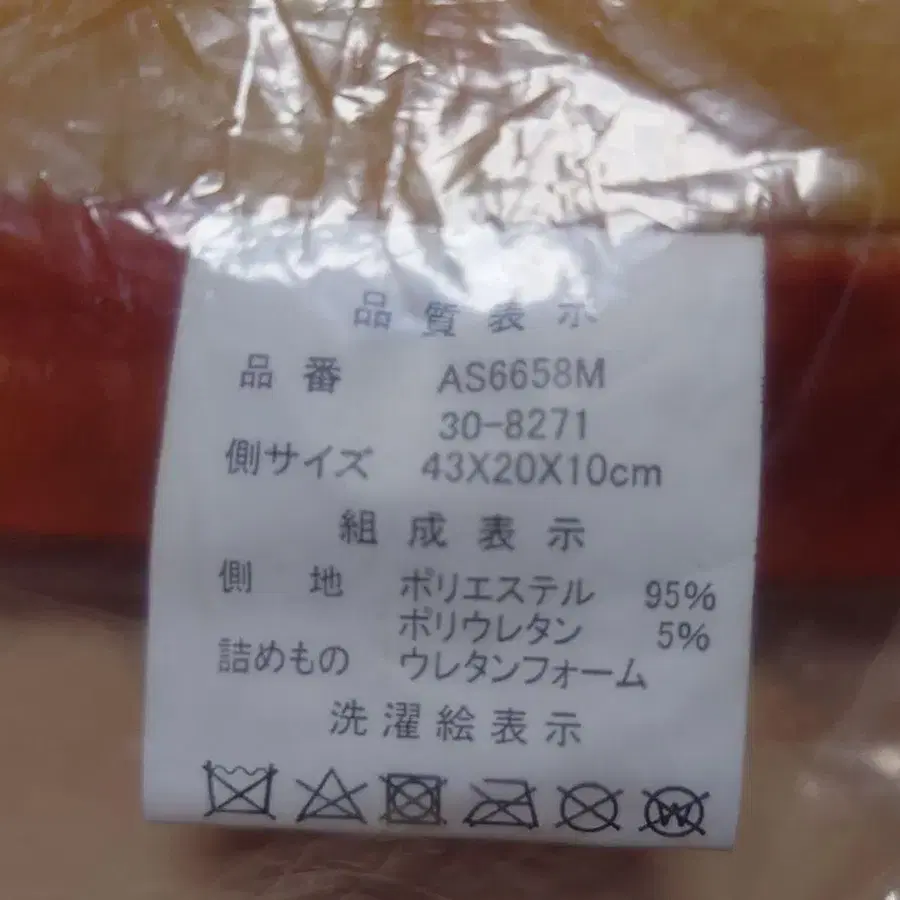 品質表示
品番 AS6658M
30-8271
側サイズ 43X20X10cm
組成表示
側地 ポリエステル 95%
ポリウレタン 5%
詰めもの ウレタンフォーム
洗濯絵表示
W